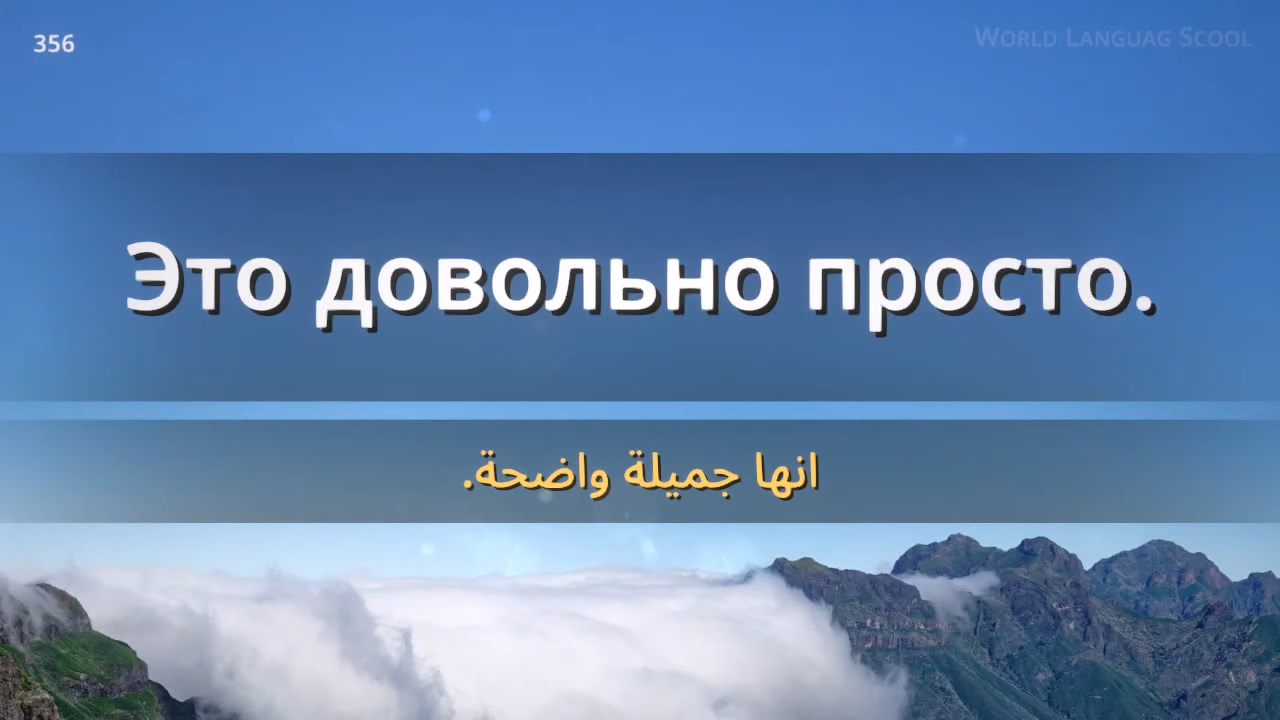 356
World Languag Scool
Это довольно просто.
انها جميلة واضحة.